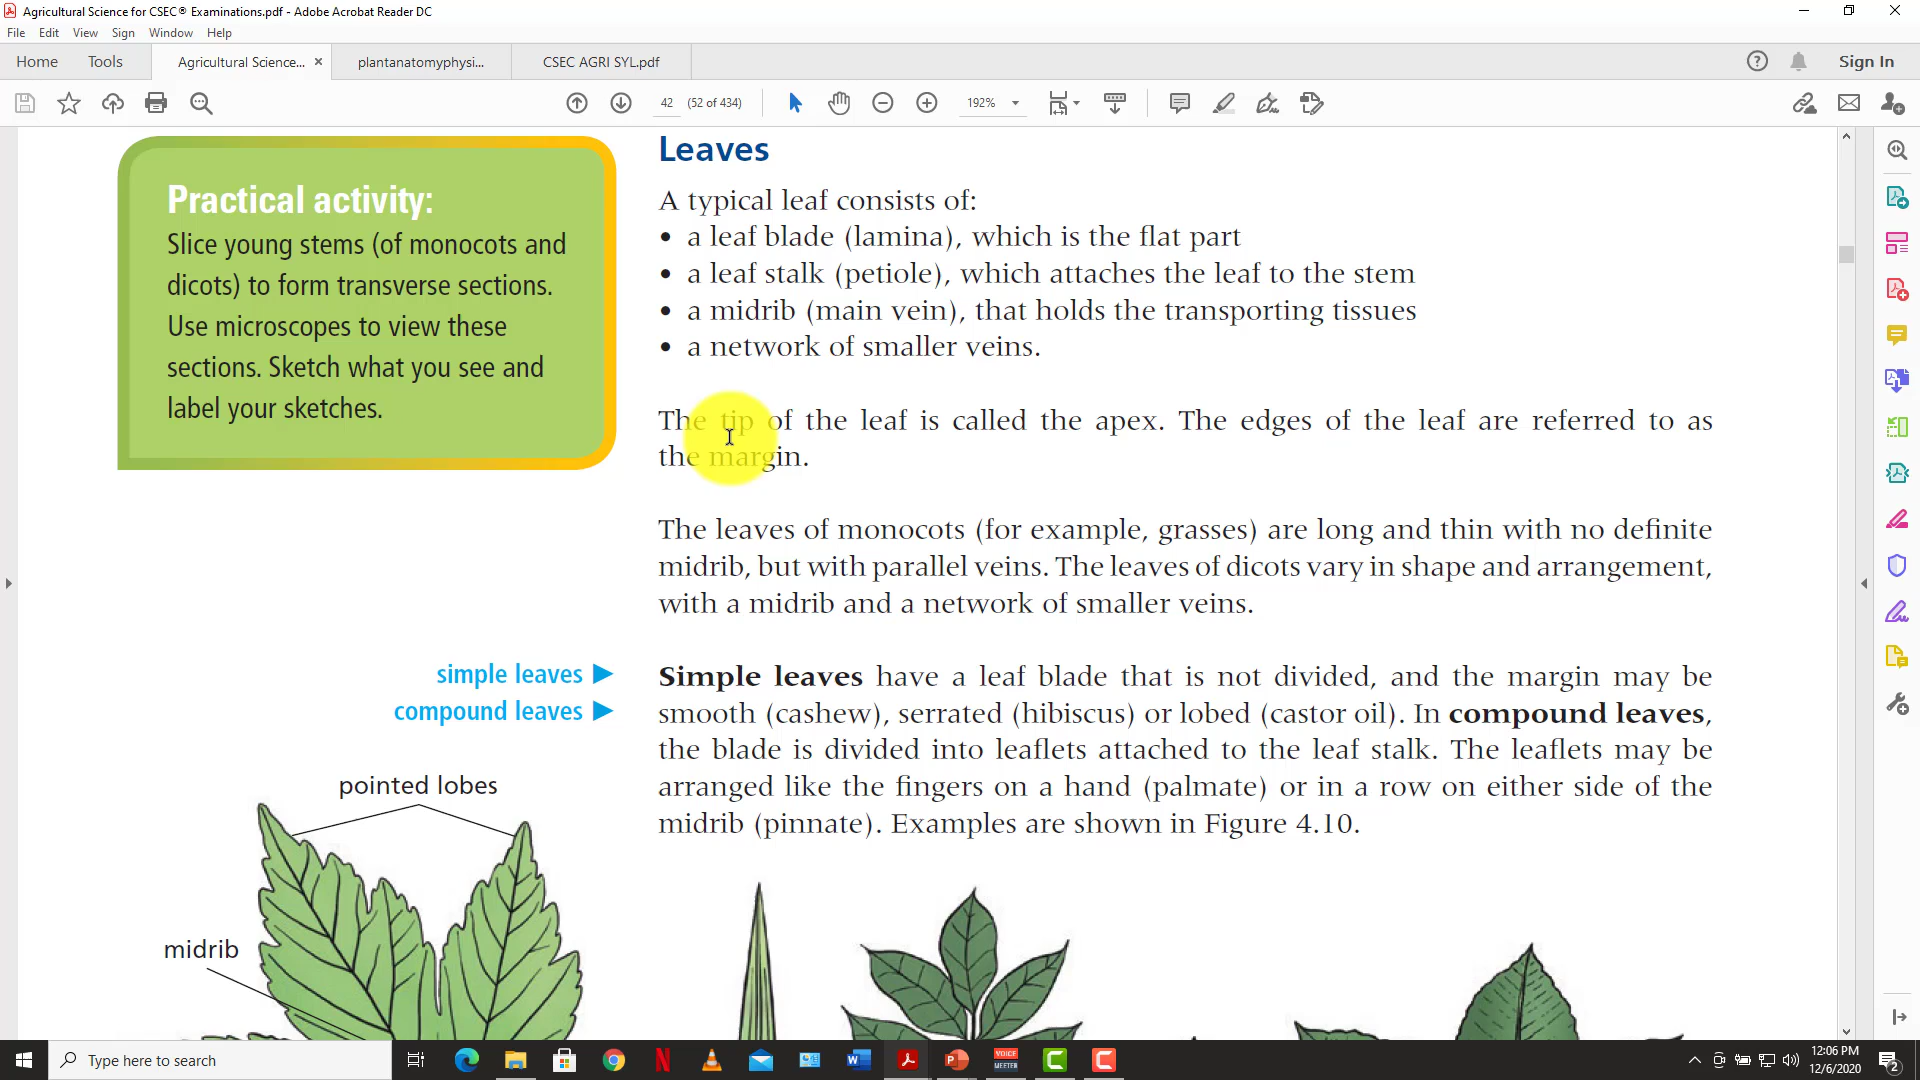 Agricultural Science for CSEC® Examinations.pdf - Adobe Acrobat Reader DC
File Edit View Sign Window Help
Home Tools Agricultural Science... plantanatomyphysi... CSEC AGRI SYL.pdf Sign In
42 (52 of 434) 192%
Practical activity:
Slice young stems (of monocots and
dicots) to form transverse sections.
Use microscopes to view these
sections. Sketch what you see and
label your sketches.
Leaves
A typical leaf consists of:
• a leaf blade (lamina), which is the flat part
• a leaf stalk (petiole), which attaches the leaf to the stem
• a midrib (main vein), that holds the transporting tissues
• a network of smaller veins.
The tip of the leaf is called the apex. The edges of the leaf are referred to as
the margin.
The leaves of monocots (for example, grasses) are long and thin with no definite
midrib, but with parallel veins. The leaves of dicots vary in shape and arrangement,
with a midrib and a network of smaller veins.
simple leaves
compound leaves
Simple leaves have a leaf blade that is not divided, and the margin may be
smooth (cashew), serrated (hibiscus) or lobed (castor oil). In compound leaves,
the blade is divided into leaflets attached to the leaf stalk. The leaflets may be
arranged like the fingers on a hand (palmate) or in a row on either side of the
midrib (pinnate). Examples are shown in Figure 4.10.
pointed lobes
midrib
Type here to search
VOICE
MEETER
12:06 PM
12/6/2020
2